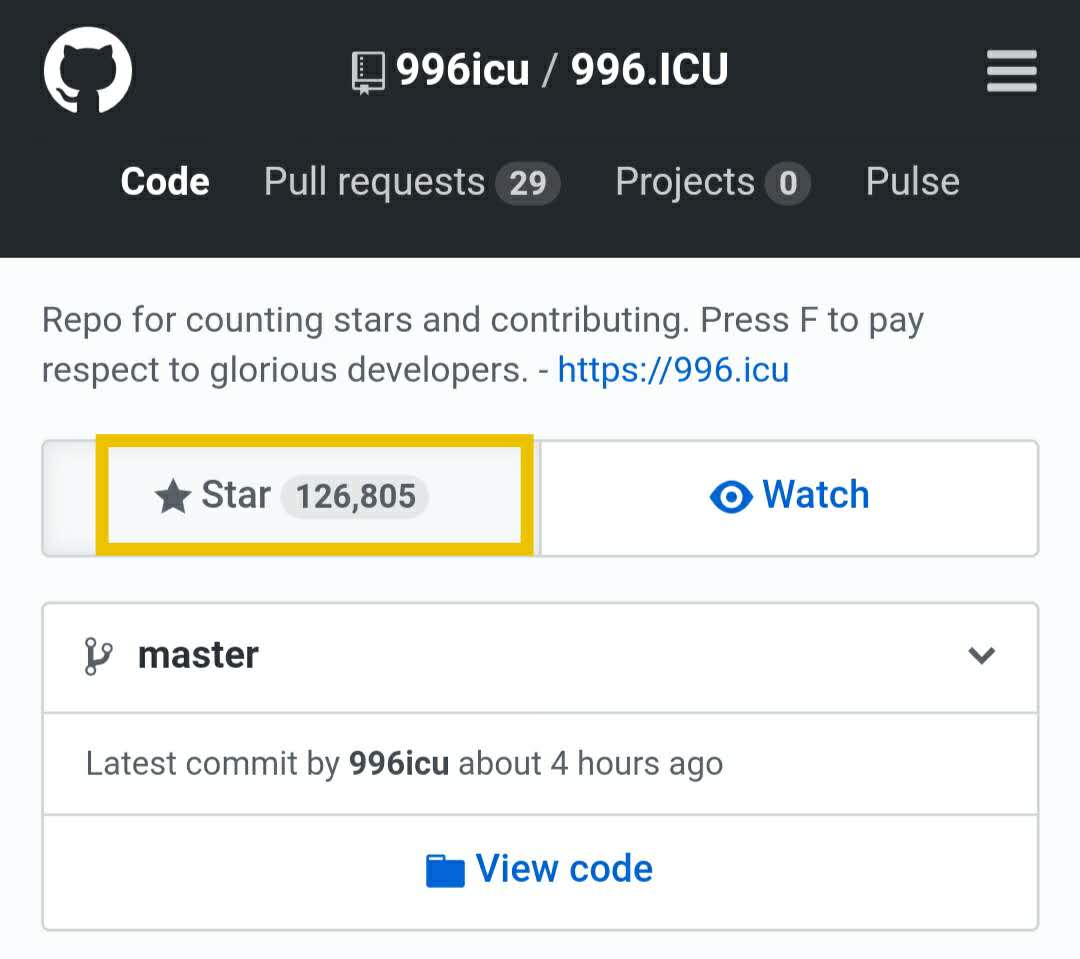 996icu / 996.ICU
Code Pull requests 29 Projects 0 Pulse
Repo for counting stars and contributing. Press F to pay
respect to glorious developers. - https://996.icu
Star 126,805 Watch
master
Latest commit by 996icu about 4 hours ago
View code